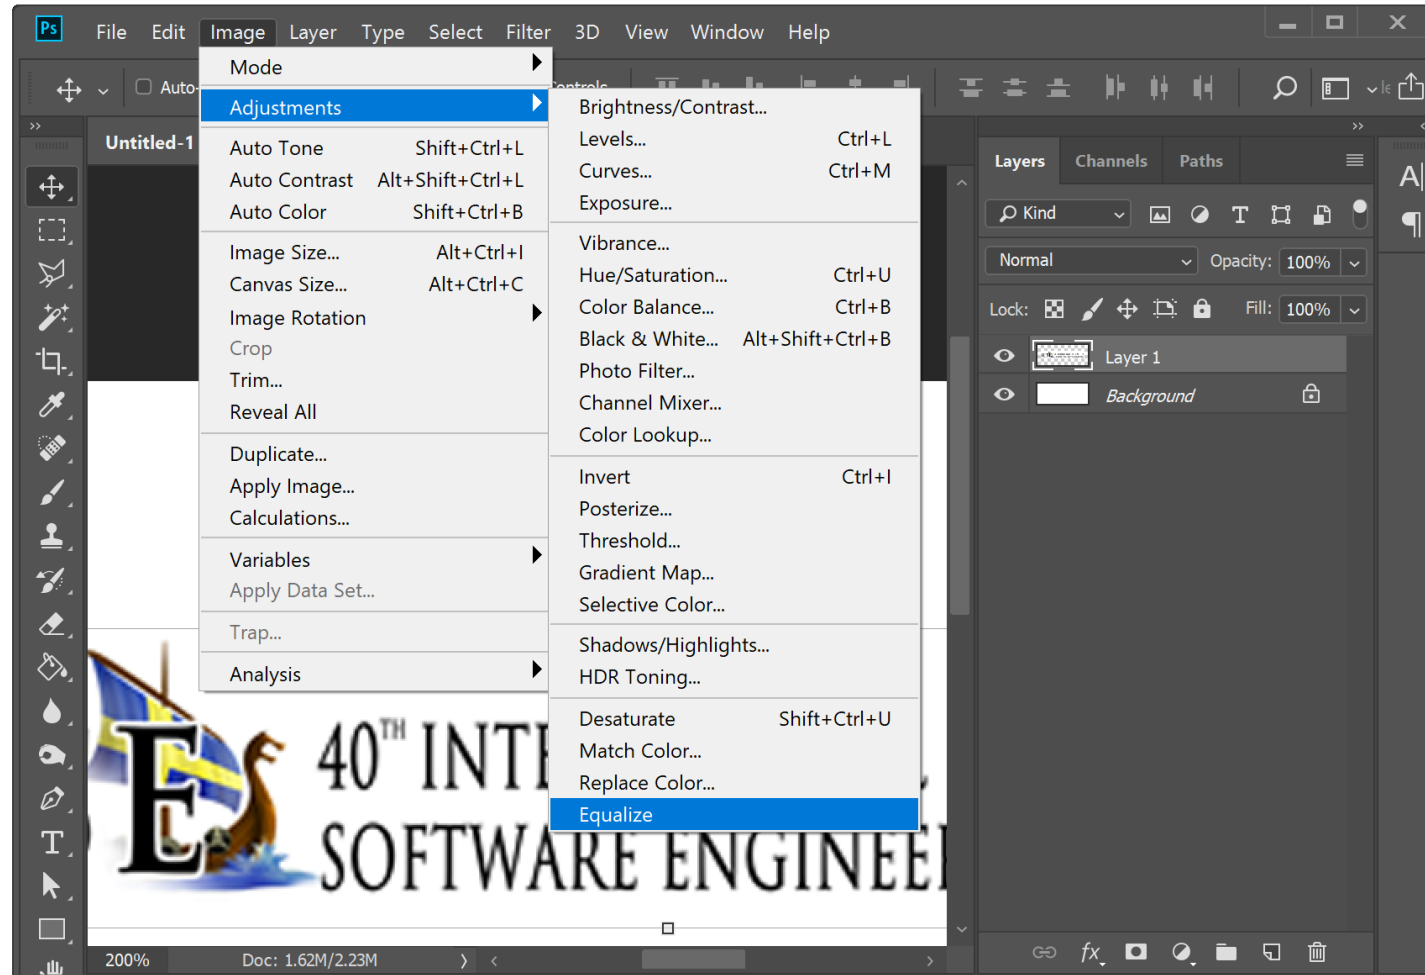 Ps File Edit Image Layer Type Select Filter 3D View Window Help
Auto-
Untitled-1
Mode
Adjustments
Auto Tone Shift+Ctrl+L
Auto Contrast Alt+Shift+Ctrl+L
Auto Color Shift+Ctrl+B
Image Size... Alt+Ctrl+I
Canvas Size... Alt+Ctrl+C
Image Rotation
Crop
Trim...
Reveal All
Duplicate...
Apply Image...
Calculations...
Variables
Apply Data Set...
Trap...
Analysis
Brightness/Contrast...
Levels... Ctrl+L
Curves... Ctrl+M
Exposure...
Vibrance...
Hue/Saturation... Ctrl+U
Color Balance... Ctrl+B
Black & White... Alt+Shift+Ctrl+B
Photo Filter...
Channel Mixer...
Color Lookup...
Invert Ctrl+I
Posterize...
Threshold...
Gradient Map...
Selective Color...
Shadows/Highlights...
HDR Toning...
Desaturate Shift+Ctrl+U
Match Color...
Replace Color...
Equalize
Layers Channels Paths
Kind
Normal Opacity: 100%
Lock: Fill: 100%
Layer 1
Background
E
40TH INTE
SOFTWARE ENGINEE
200% Doc: 1.62M/2.23M
fx